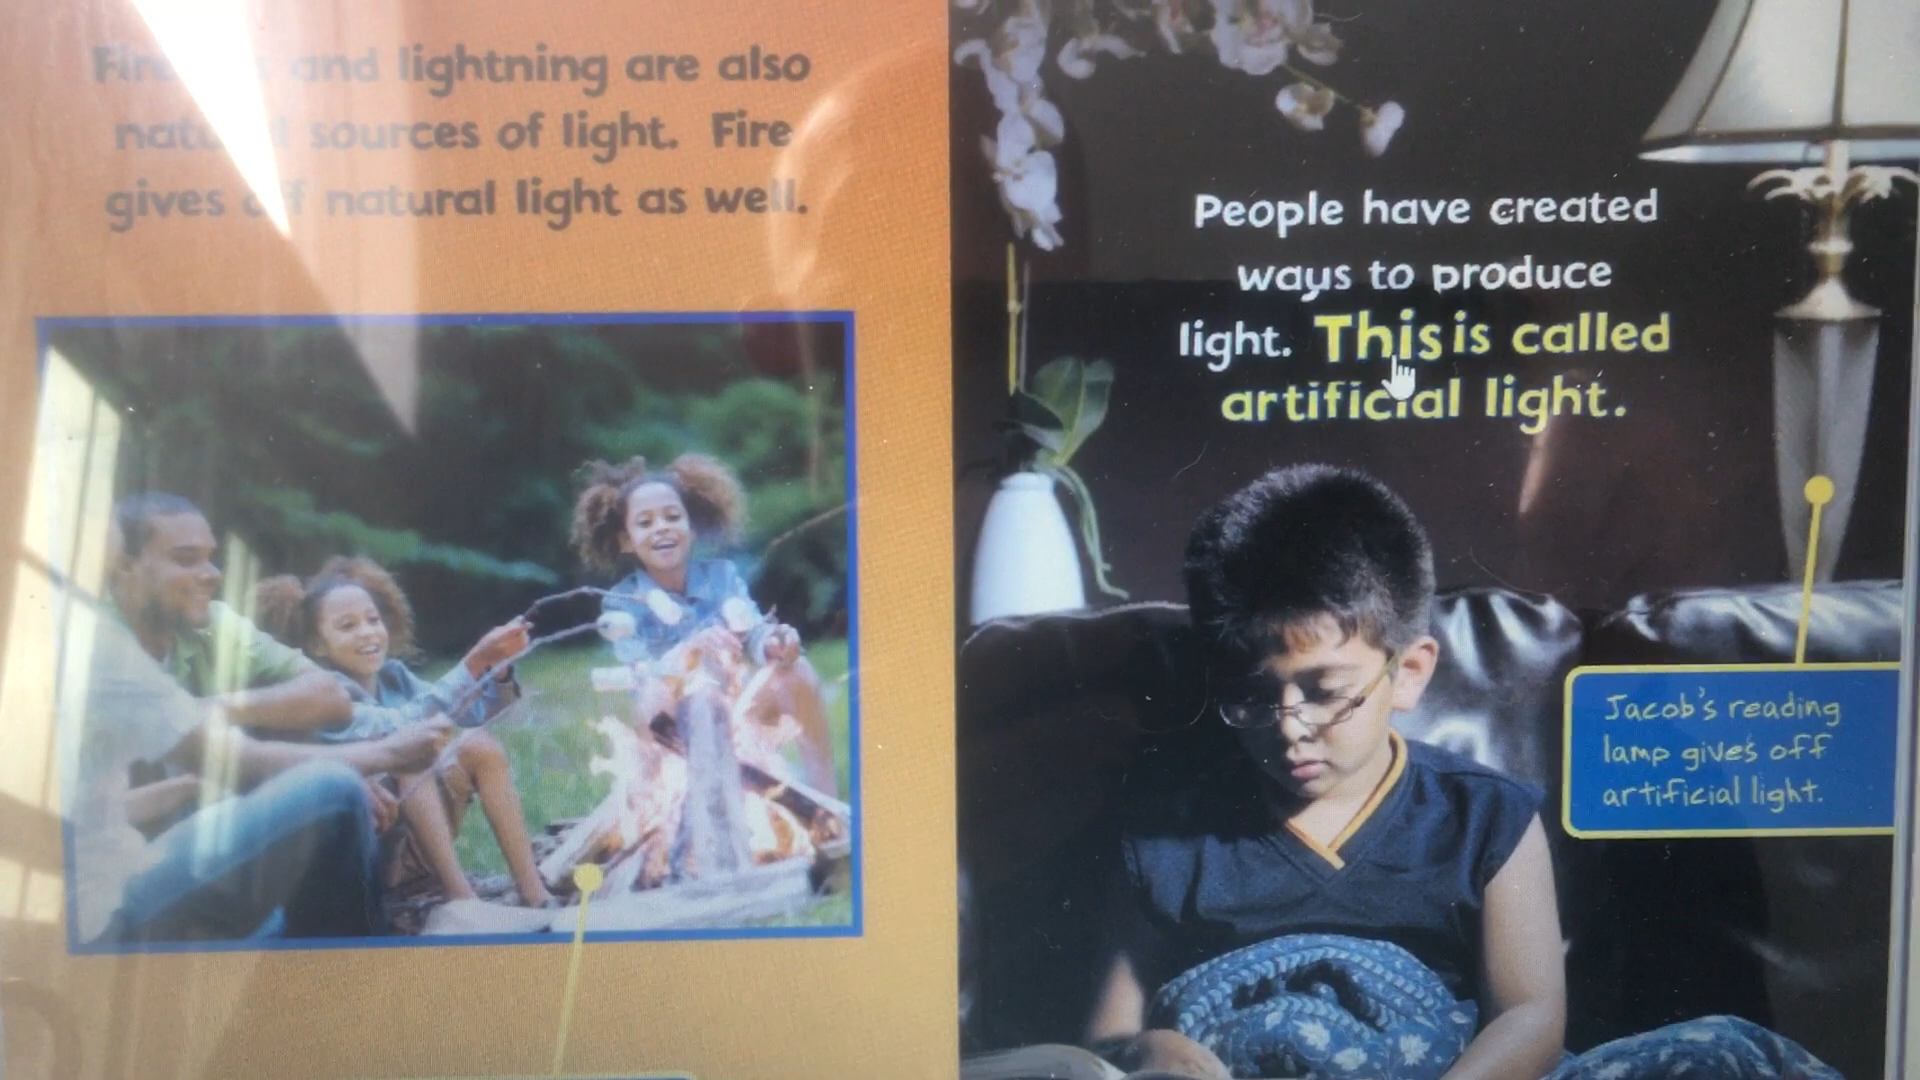 and lightning are also
sources of light. Fire
gives off natural light as well.
People have created
ways to produce
light. This is called
artificial light.
Jacob's reading
lamp gives off
artificial light.